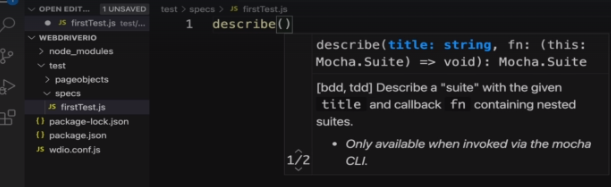 OPEN EDIT... 1 UNSAVED
firstTest.js test/...
WEBDRIVERIO
node_modules
test
pageobjects
specs
JS firstTest.js
{} package-lock.json
{} package.json
JS wdio.conf.js
test > specs > JS firstTest.js
1 describe()
describe(title: string, fn: (this:
Mocha.Suite) => void): Mocha.Suite
[bdd, tdd] Describe a "suite" with the given
title and callback fn containing nested
suites.
• Only available when invoked via the mocha
CLI.
1/2